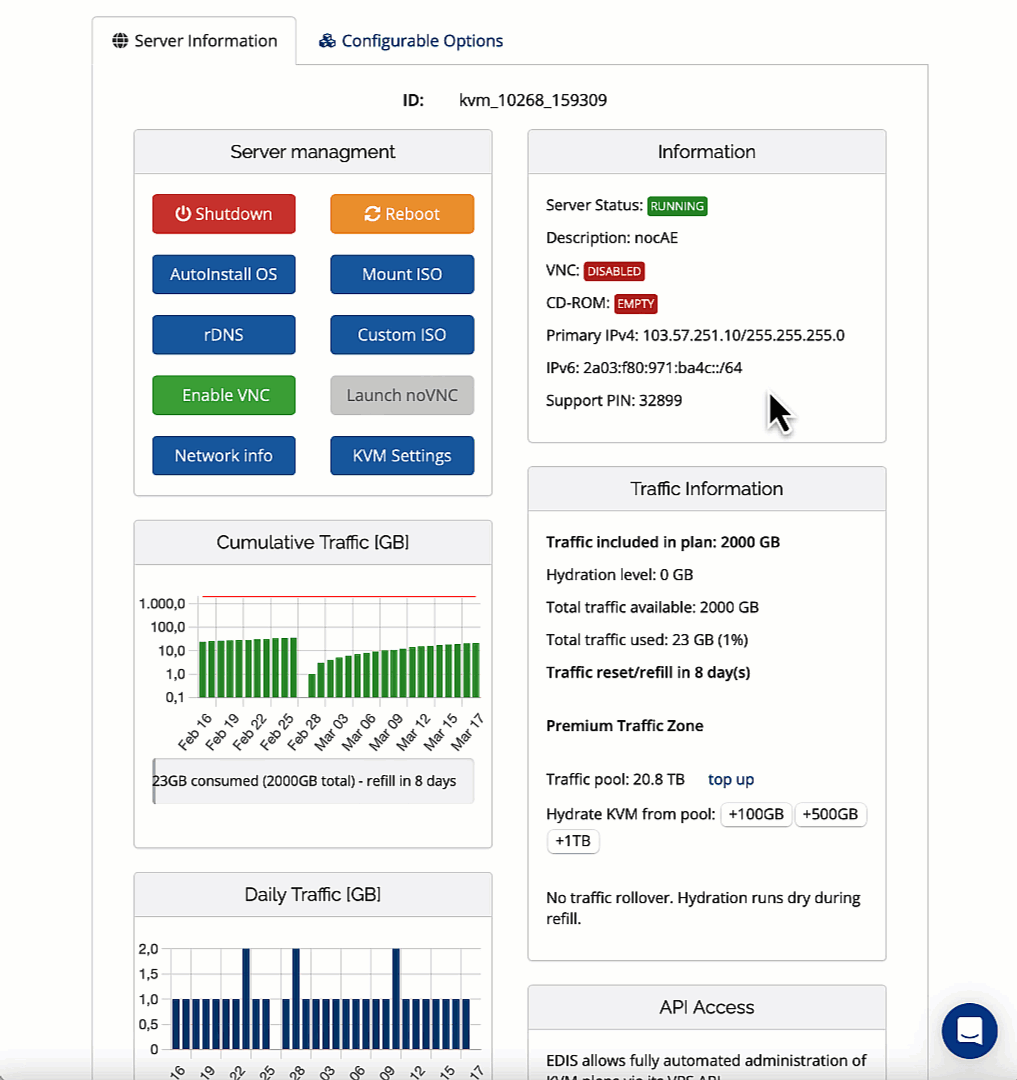 Server Information
Configurable Options
ID: kvm_10268_159309
Server managment
Shutdown
Reboot
AutoInstall OS
Mount ISO
rDNS
Custom ISO
Enable VNC
Launch noVNC
Network info
KVM Settings
Information
Server Status: RUNNING
Description: nocAE
VNC: DISABLED
CD-ROM: EMPTY
Primary IPv4: 103.57.251.10/255.255.255.0
IPv6: 2a03:f80:971:ba4c::/64
Support PIN: 32899
Cumulative Traffic [GB]
1.000,0
100,0
10,0
1,0
0,1
Feb 16
Feb 19
Feb 22
Feb 25
Feb 28
Mar 03
Mar 06
Mar 09
Mar 12
Mar 15
Mar 17
23GB consumed (2000GB total) - refill in 8 days
Traffic Information
Traffic included in plan: 2000 GB
Hydration level: 0 GB
Total traffic available: 2000 GB
Total traffic used: 23 GB (1%)
Traffic reset/refill in 8 day(s)
Premium Traffic Zone
Traffic pool: 20.8 TB top up
Hydrate KVM from pool: +100GB +500GB
+1TB
No traffic rollover. Hydration runs dry during
refill.
Daily Traffic [GB]
2,0
1,5
1,0
0,5
0
16
19
22
25
28
03
06
09
12
15
17
API Access
EDIS allows fully automated administration of
KVM plans via its VPS API